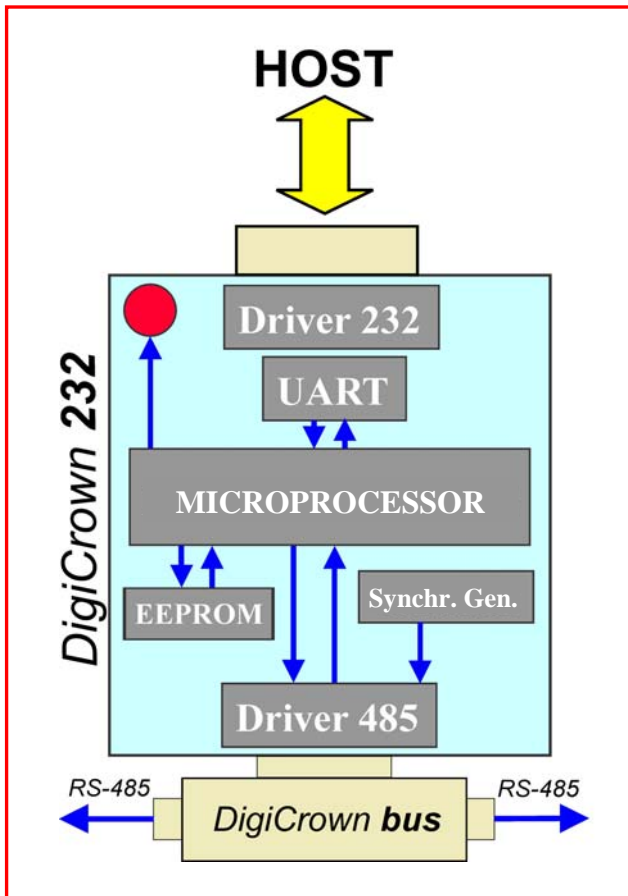 HOST
DigiCrown 232
Driver 232
UART
MICROPROCESSOR
EEPROM
Synchr. Gen.
Driver 485
RS-485
RS-485
DigiCrown bus